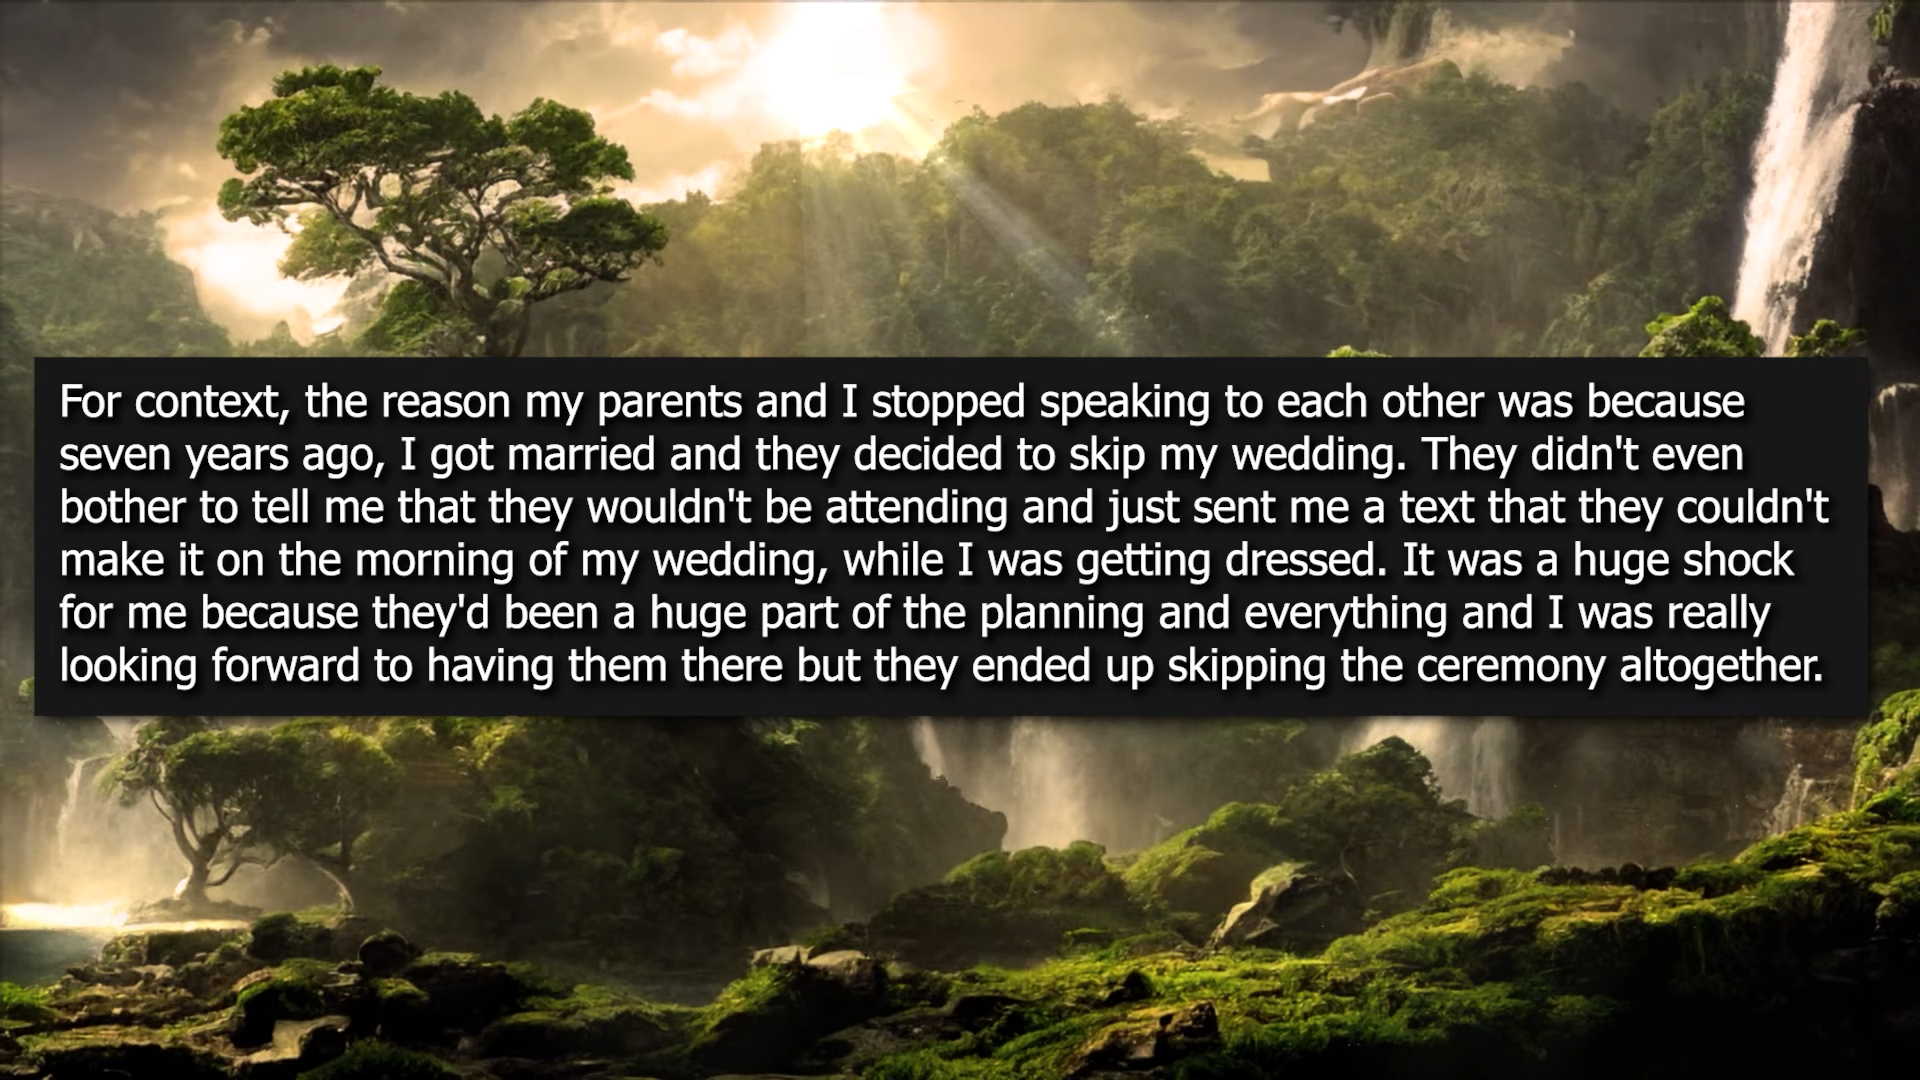 For context, the reason my parents and I stopped speaking to each other was because
seven years ago, I got married and they decided to skip my wedding. They didn't even
bother to tell me that they wouldn't be attending and just sent me a text that they couldn't
make it on the morning of my wedding, while I was getting dressed. It was a huge shock
for me because they'd been a huge part of the planning and everything and I was really
looking forward to having them there but they ended up skipping the ceremony altogether.